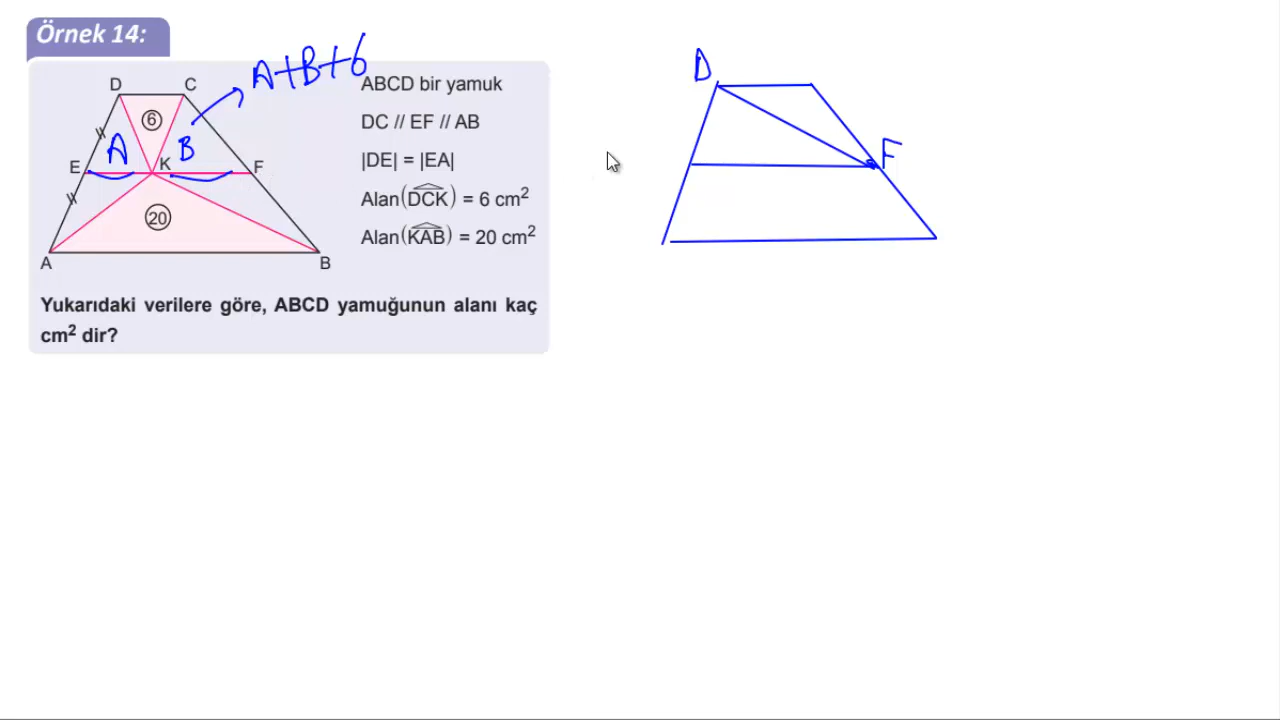 Örnek 14:
A+B+6
D C
6
A B
E K F
20
A B
ABCD bir yamuk
DC // EF // AB
|DE| = |EA|
Alan(DCK) = 6 cm²
Alan(KAB) = 20 cm²
Yukarıdaki verilere göre, ABCD yamuğunun alanı kaç
cm² dir?
D
F